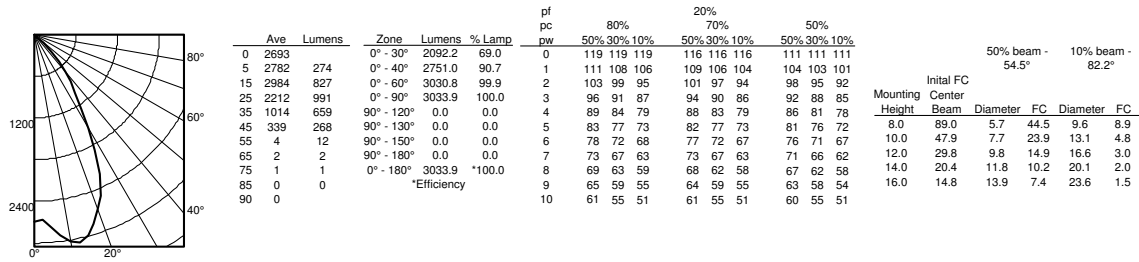 80°
60°
40°
20°
0°
1200
2400
Ave Lumens
0 2693
5 2782 274
15 2984 827
25 2212 991
35 1014 659
45 339 268
55 4 12
65 2 2
75 1 1
85 0 0
90 0
Zone Lumens % Lamp
0° - 30° 2092.2 69.0
0° - 40° 2751.0 90.7
0° - 60° 3030.8 99.9
0° - 90° 3033.9 100.0
90° - 120° 0.0 0.0
90° - 130° 0.0 0.0
90° - 150° 0.0 0.0
90° - 180° 0.0 0.0
0° - 180° 3033.9 *100.0
*Efficiency
pf 20%
pc 80% 70% 50%
pw 50% 30% 10% 50% 30% 10% 50% 30% 10%
0 119 119 119 116 116 116 111 111 111
1 111 108 106 109 106 104 104 103 101
2 103 99 95 101 97 94 98 95 92
3 96 91 87 94 90 86 92 88 85
4 89 84 79 88 83 79 86 81 78
5 83 77 73 82 77 73 81 76 72
6 78 72 68 77 72 67 76 71 67
7 73 67 63 73 67 63 71 66 62
8 69 63 59 68 62 58 67 62 58
9 65 59 55 64 59 55 63 58 54
10 61 55 51 61 55 51 60 55 51
50% beam - 10% beam -
54.5° 82.2°
Inital FC
Mounting Center
Height Beam Diameter FC Diameter FC
8.0 89.0 5.7 44.5 9.6 8.9
10.0 47.9 7.7 23.9 13.1 4.8
12.0 29.8 9.8 14.9 16.6 3.0
14.0 20.4 11.8 10.2 20.1 2.0
16.0 14.8 13.9 7.4 23.6 1.5